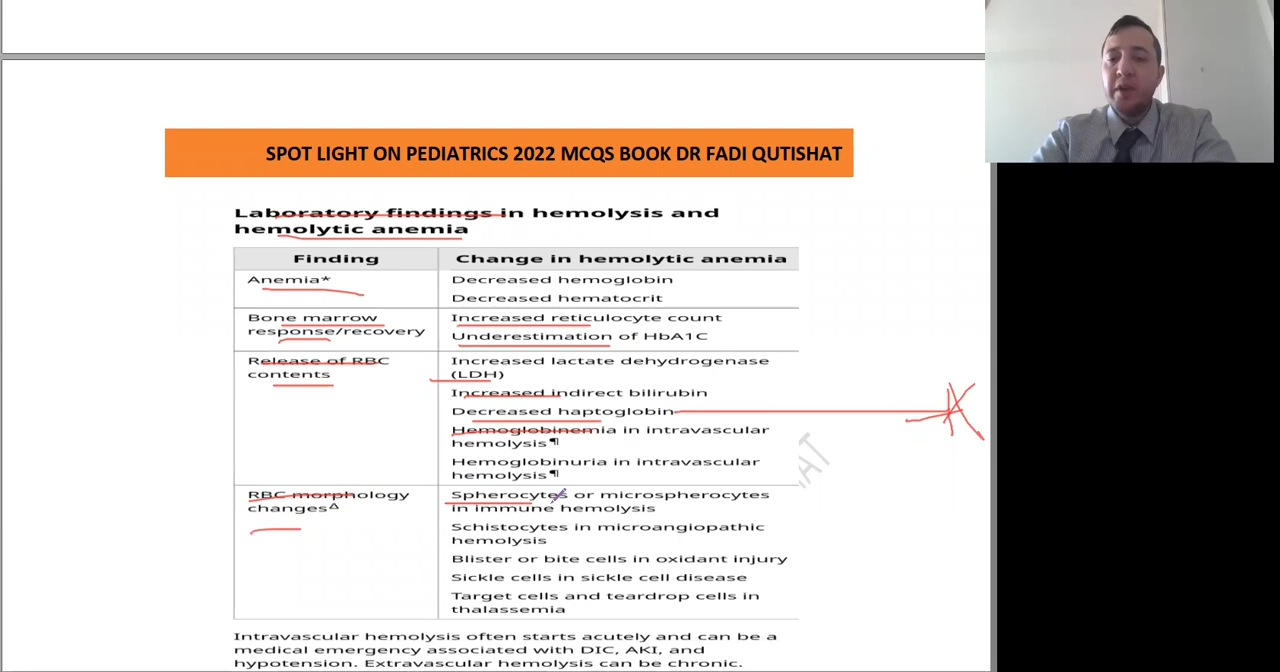 SPOT LIGHT ON PEDIATRICS 2022 MCQS BOOK DR FADI QUTISHAT
Laboratory findings in hemolysis and
hemolytic anemia
Finding
Change in hemolytic anemia
Anemia*
Decreased hemoglobin
Decreased hematocrit
Bone marrow
response/recovery
Increased reticulocyte count
Underestimation of HbA1C
Release of RBC
contents
Increased lactate dehydrogenase
(LDH)
Increased indirect bilirubin
Decreased haptoglobin
Hemoglobinemia in intravascular
hemolysis¶
Hemoglobinuria in intravascular
hemolysis¶
RBC morphology
changesΔ
Spherocytes or microspherocytes
in immune hemolysis
Schistocytes in microangiopathic
hemolysis
Blister or bite cells in oxidant injury
Sickle cells in sickle cell disease
Target cells and teardrop cells in
thalassemia
Intravascular hemolysis often starts acutely and can be a
medical emergency associated with DIC, AKI, and
hypotension. Extravascular hemolysis can be chronic.